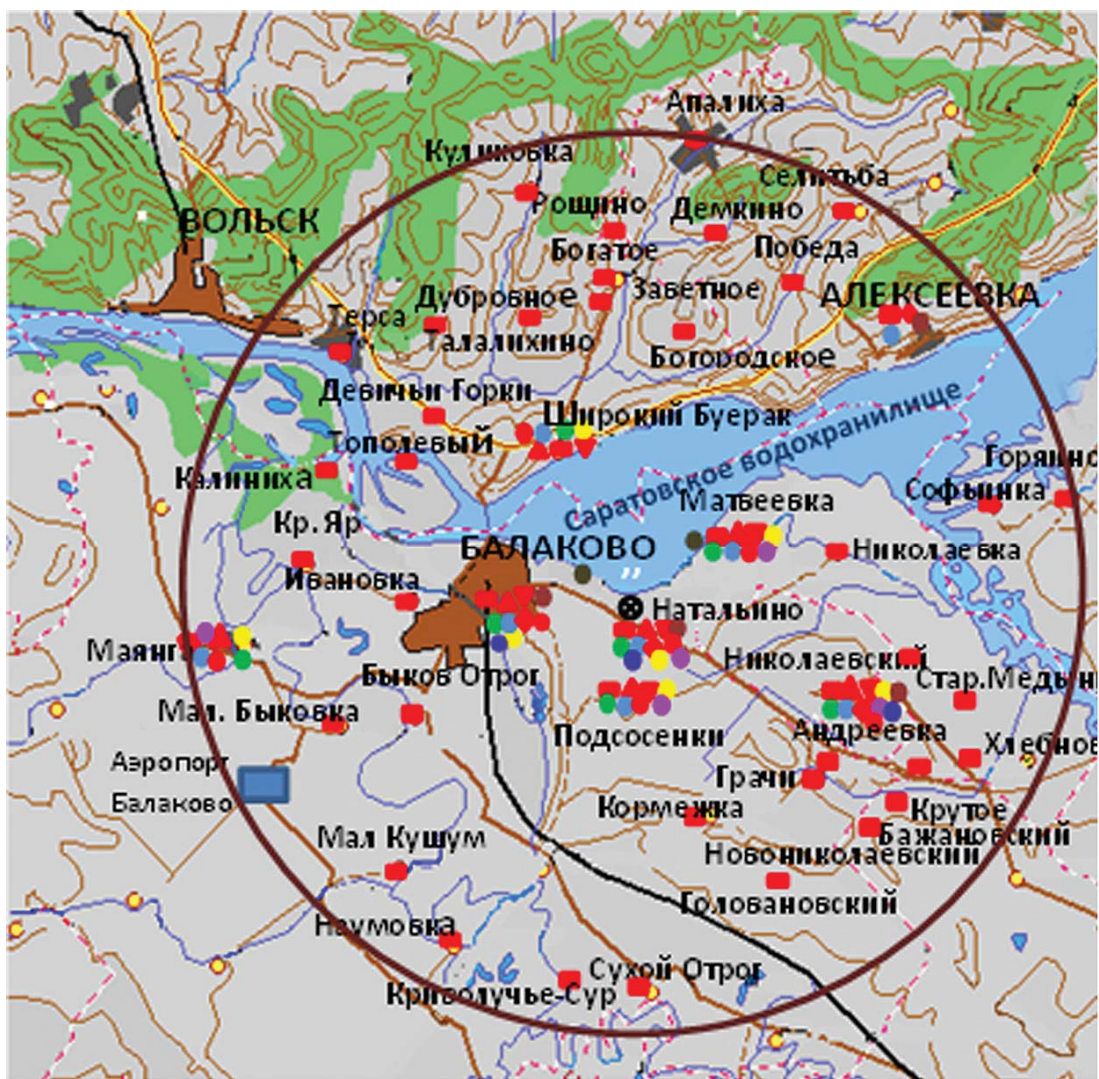 Апалиха
Куликовка
Селитьба
Рощино
Демкино
ВОЛЬСК
Богатое
Победа
Дубровное
Заветное
АЛЕКСЕЕВКА
Терса
Талалихино
Богородское
Девичьи Горки
Широкий Буерак
Саратовское водохранилище
Тополевый
Калиниха
Горяино
Софьинка
Матвеевка
Кр. Яр
БАЛАКОВО
Николаевка
Ивановка
Натальино
Маянга
Быков Отрог
Николаевский
Стар.Медын
Мал. Быковка
Подсосенки
Андреевка
Хлебнов
Аэропорт
Балаково
Грачи
Кормежка
Крутое
Бажановский
Мал Кушум
Новониколаевский
Головановский
Наумовка
Сухой Отрог
Криволучье-Сур